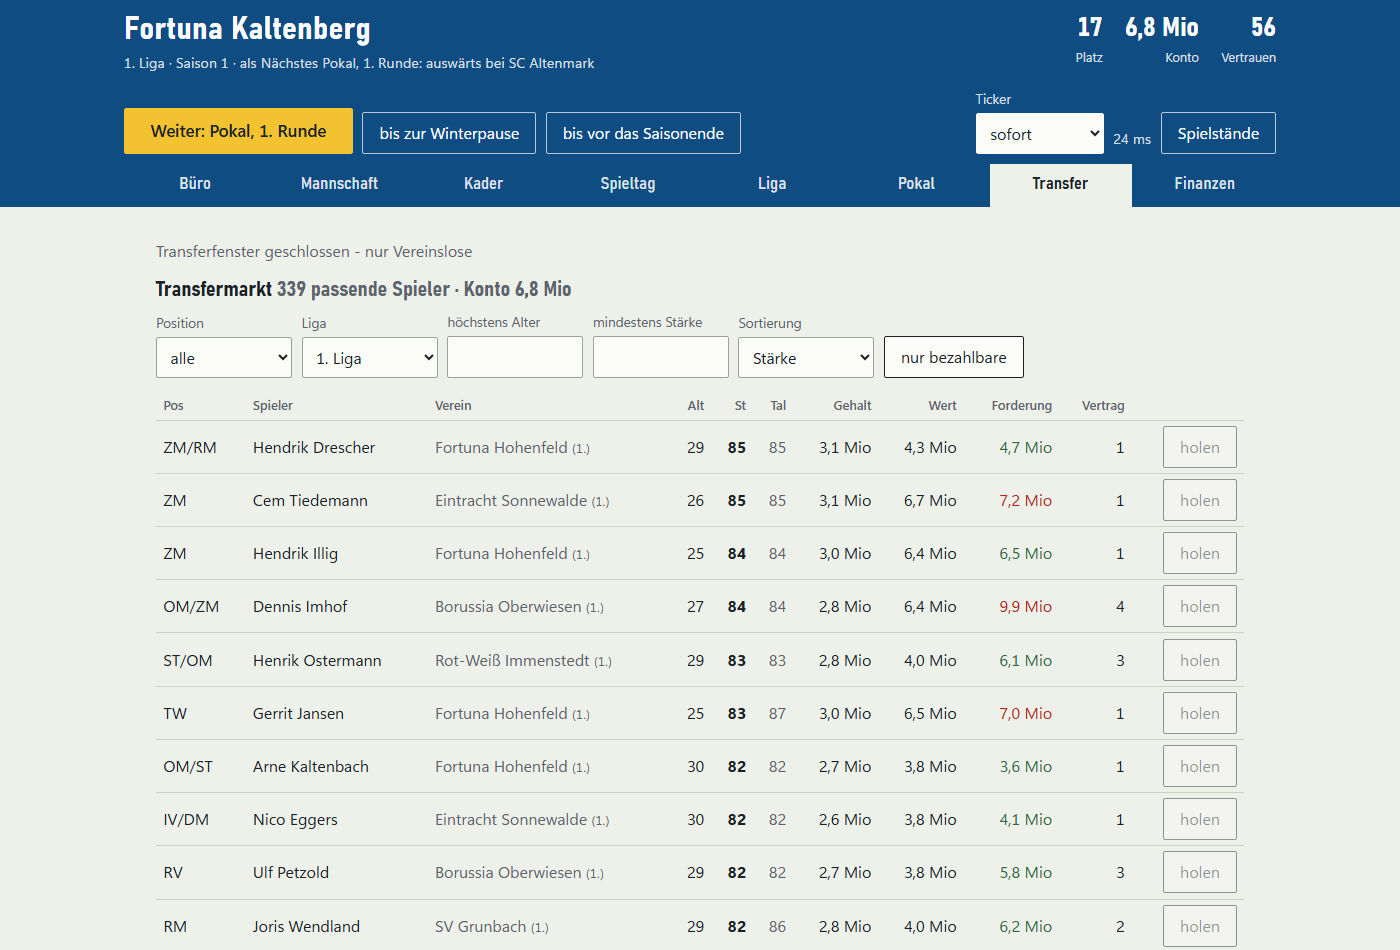 Fortuna Kaltenberg
1. Liga · Saison 1 · als Nächstes Pokal, 1. Runde: auswärts bei SC Altenmark
17 6,8 Mio 56
Platz Konto Vertrauen
Weiter: Pokal, 1. Runde bis zur Winterpause bis vor das Saisonende
Ticker
sofort 24 ms Spielstände
Büro Mannschaft Kader Spieltag Liga Pokal Transfer Finanzen
Transferfenster geschlossen - nur Vereinslose
Transfermarkt 339 passende Spieler · Konto 6,8 Mio
Position Liga höchstens Alter mindestens Stärke Sortierung
alle 1. Liga Stärke nur bezahlbare
Pos Spieler Verein Alt St Tal Gehalt Wert Forderung Vertrag
ZM/RM Hendrik Drescher Fortuna Hohenfeld (1.) 29 85 85 3,1 Mio 4,3 Mio 4,7 Mio 1 holen
ZM Cem Tiedemann Eintracht Sonnewalde (1.) 26 85 85 3,1 Mio 6,7 Mio 7,2 Mio 1 holen
ZM Hendrik Illig Fortuna Hohenfeld (1.) 25 84 84 3,0 Mio 6,4 Mio 6,5 Mio 1 holen
OM/ZM Dennis Imhof Borussia Oberwiesen (1.) 27 84 84 2,8 Mio 6,4 Mio 9,9 Mio 4 holen
ST/OM Henrik Ostermann Rot-Weiß Immenstedt (1.) 29 83 83 2,8 Mio 4,0 Mio 6,1 Mio 3 holen
TW Gerrit Jansen Fortuna Hohenfeld (1.) 25 83 87 3,0 Mio 6,5 Mio 7,0 Mio 1 holen
OM/ST Arne Kaltenbach Fortuna Hohenfeld (1.) 30 82 82 2,7 Mio 3,8 Mio 3,6 Mio 1 holen
IV/DM Nico Eggers Eintracht Sonnewalde (1.) 30 82 82 2,6 Mio 3,8 Mio 4,1 Mio 1 holen
RV Ulf Petzold Borussia Oberwiesen (1.) 29 82 82 2,7 Mio 3,8 Mio 5,8 Mio 3 holen
RM Joris Wendland SV Grunbach (1.) 29 82 86 2,8 Mio 4,0 Mio 6,2 Mio 2 holen